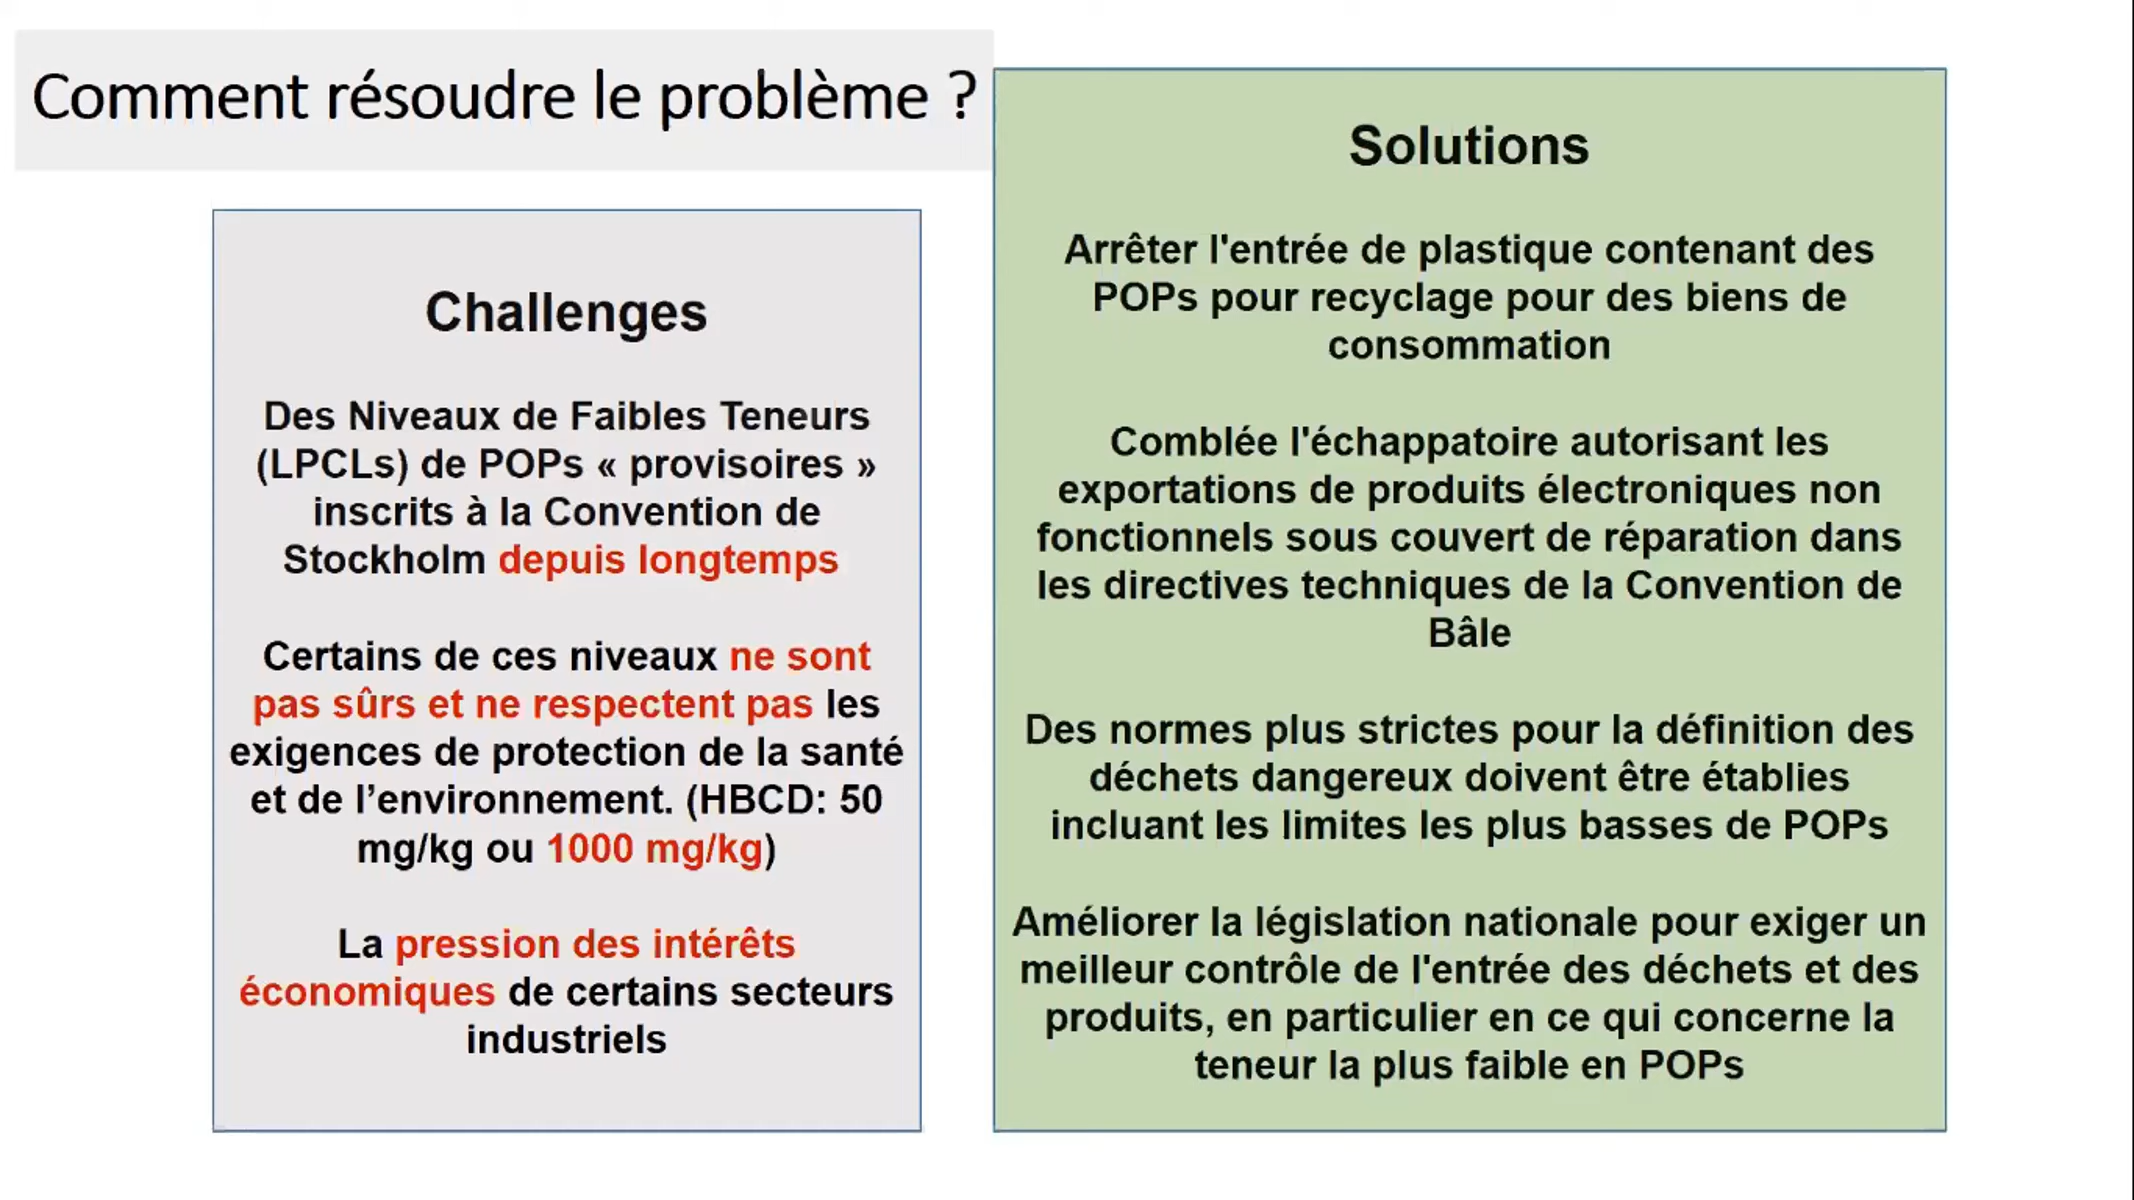 Comment résoudre le problème ?
Challenges
Des Niveaux de Faibles Teneurs
(LPCLs) de POPs « provisoires »
inscrits à la Convention de
Stockholm depuis longtemps
Certains de ces niveaux ne sont
pas sûrs et ne respectent pas les
exigences de protection de la santé
et de l’environnement. (HBCD: 50
mg/kg ou 1000 mg/kg)
La pression des intérêts
économiques de certains secteurs
industriels
Solutions
Arrêter l'entrée de plastique contenant des
POPs pour recyclage pour des biens de
consommation
Comblée l'échappatoire autorisant les
exportations de produits électroniques non
fonctionnels sous couvert de réparation dans
les directives techniques de la Convention de
Bâle
Des normes plus strictes pour la définition des
déchets dangereux doivent être établies
incluant les limites les plus basses de POPs
Améliorer la législation nationale pour exiger un
meilleur contrôle de l'entrée des déchets et des
produits, en particulier en ce qui concerne la
teneur la plus faible en POPs